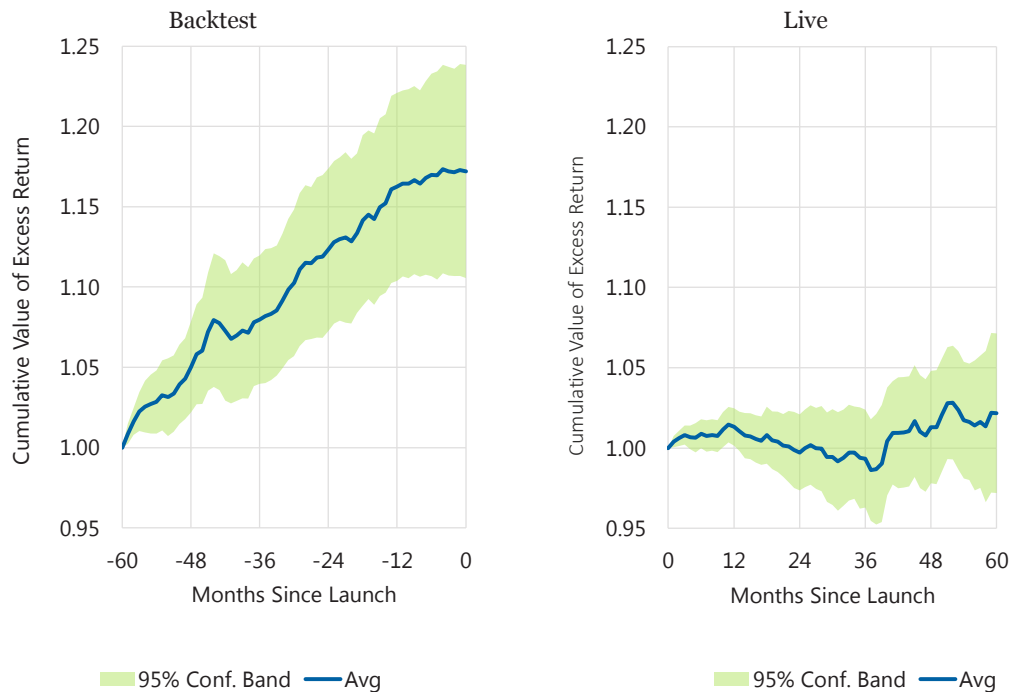 Backtest
Cumulative Value of Excess Return
1.25
1.20
1.15
1.10
1.05
1.00
0.95
-60 -48 -36 -24 -12 0
Months Since Launch
95% Conf. Band Avg
Live
Cumulative Value of Excess Return
1.25
1.20
1.15
1.10
1.05
1.00
0.95
0 12 24 36 48 60
Months Since Launch
95% Conf. Band Avg